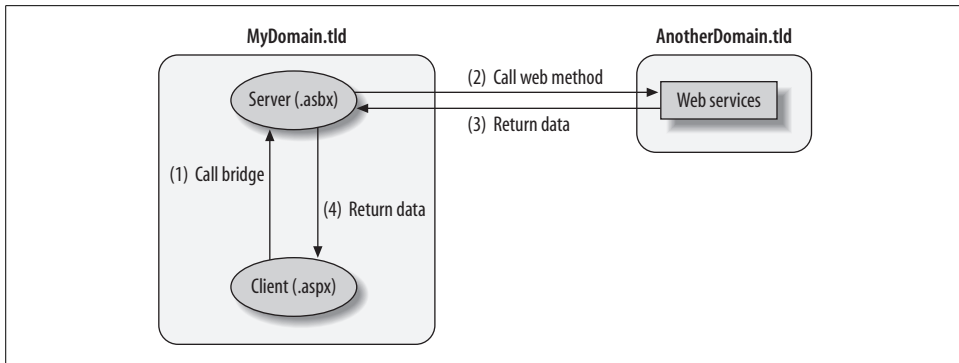 MyDomain.tld
AnotherDomain.tld
Server (.asbx)
(2) Call web method
Web services
(3) Return data
(1) Call bridge
(4) Return data
Client (.aspx)